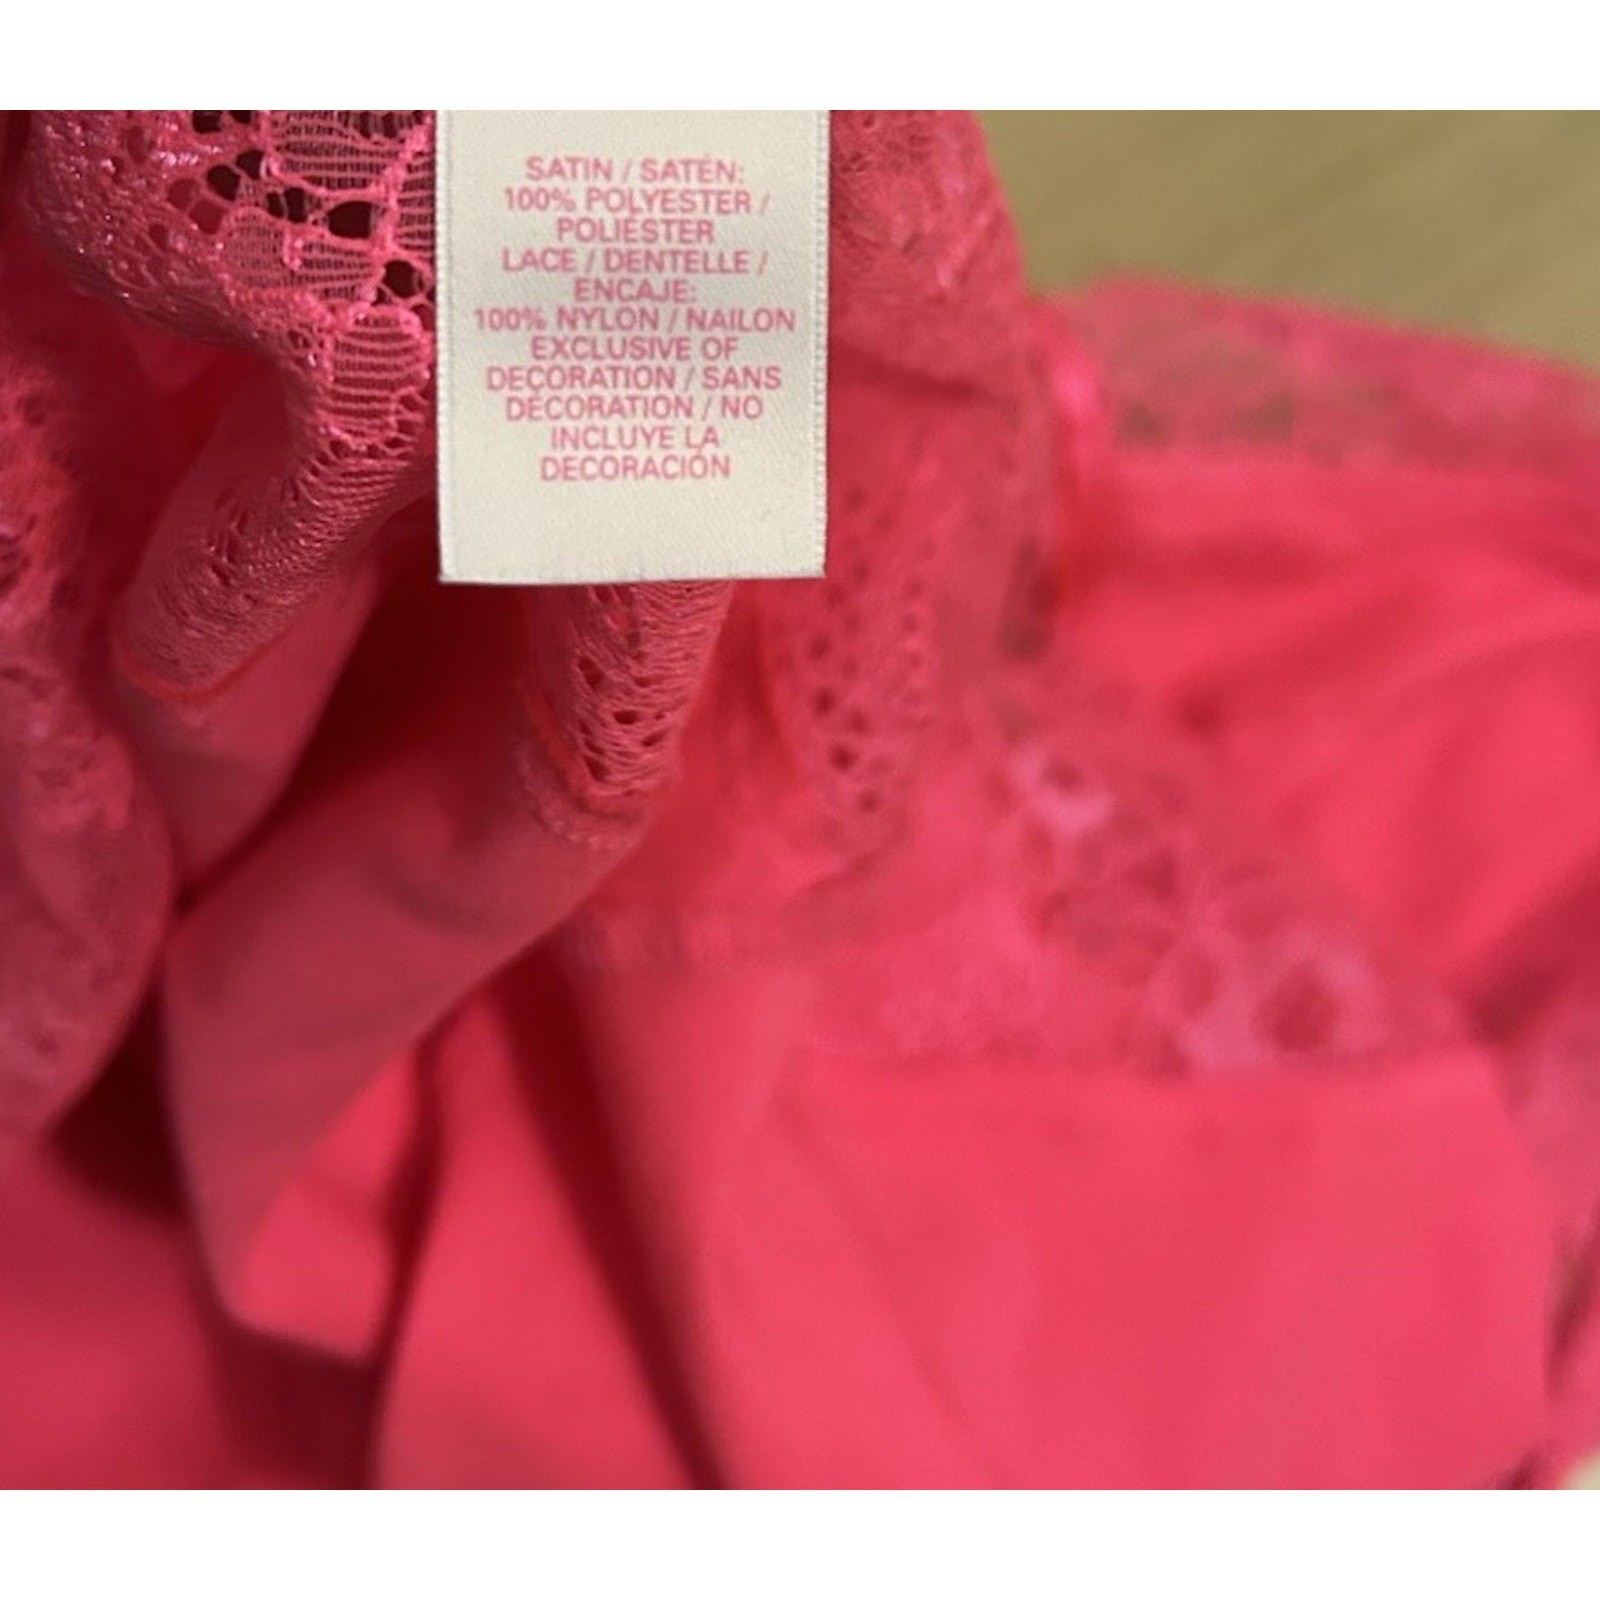 SATIN / SATÉN:
100% POLYESTER /
POLIÉSTER
LACE / DENTELLE /
ENCAJE:
100% NYLON / NAILON
EXCLUSIVE OF
DECORATION / SANS
DÉCORATION / NO
INCLUYE LA
DECORACIÓN